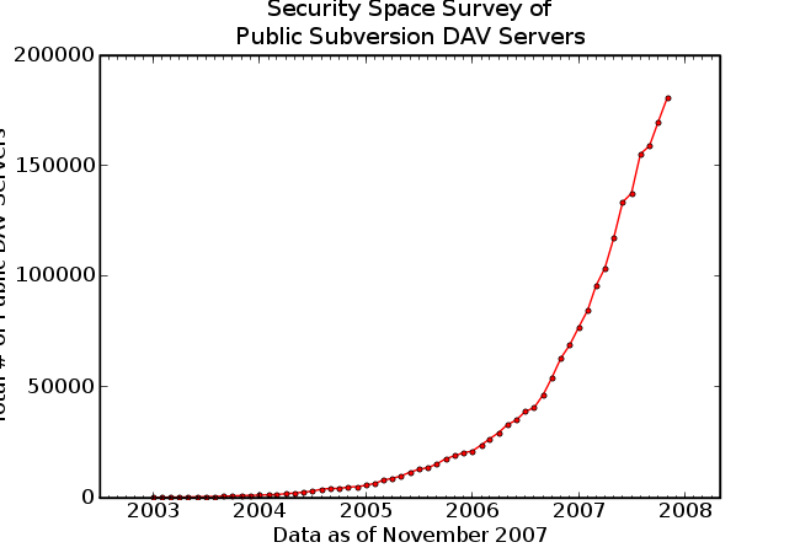 Security Space Survey of
Public Subversion DAV Servers
200000
150000
100000
50000
0
Total # of Public DAV Servers
2003 2004 2005 2006 2007 2008
Data as of November 2007